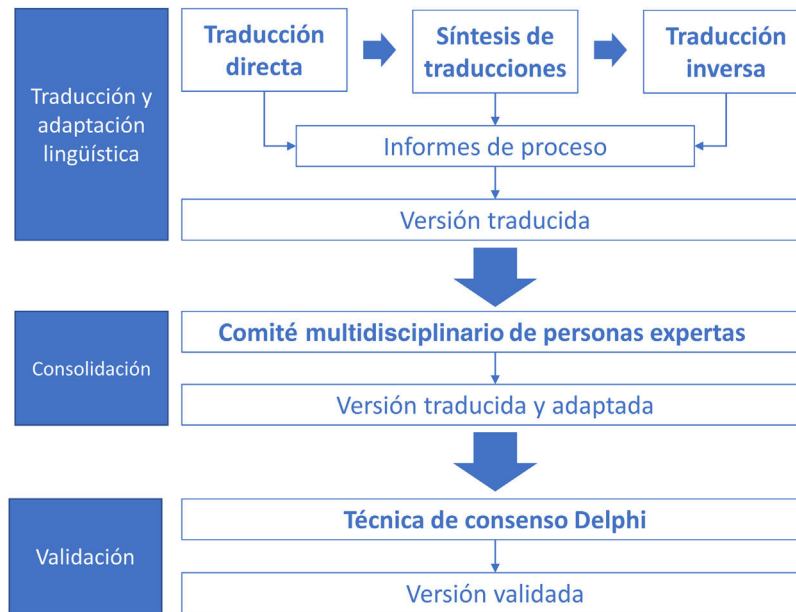 Traducción y
adaptación
lingüística
Traducción
directa
Síntesis de
traducciones
Traducción
inversa
Informes de proceso
Versión traducida
Consolidación
Comité multidisciplinario de personas expertas
Versión traducida y adaptada
Validación
Técnica de consenso Delphi
Versión validada